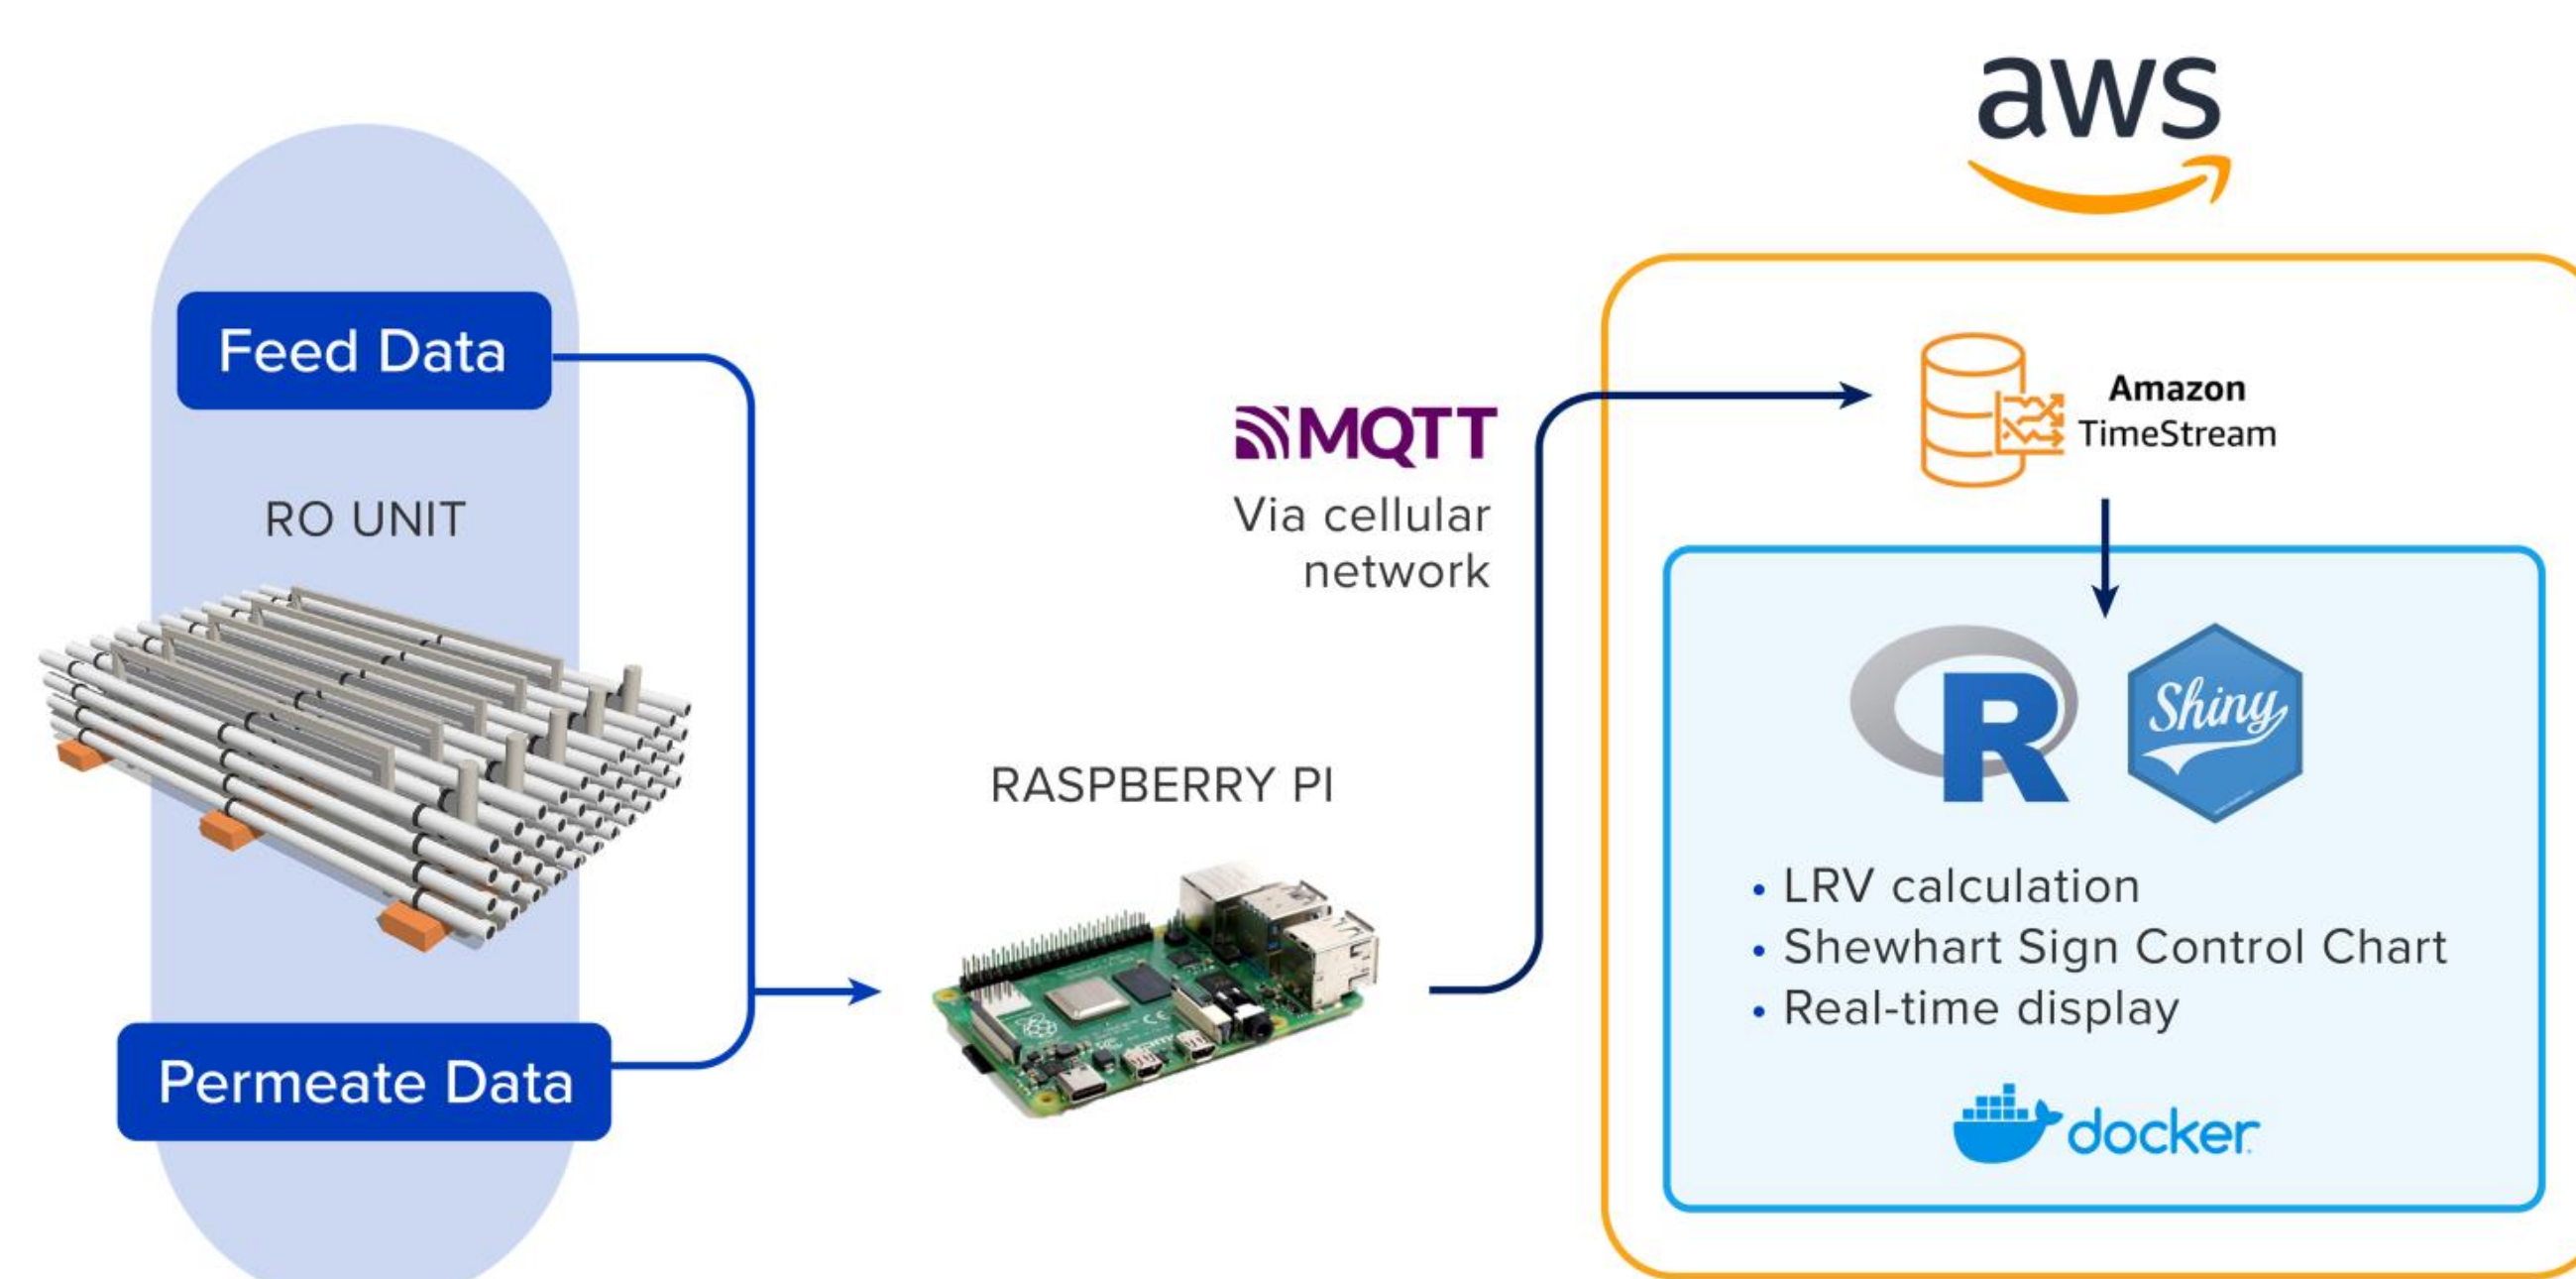 aws
Feed Data
RO UNIT
Permeate Data
RASPBERRY PI
MQTT
Via cellular
network
Amazon
TimeStream
R
Shiny
• LRV calculation
• Shewhart Sign Control Chart
• Real-time display
docker